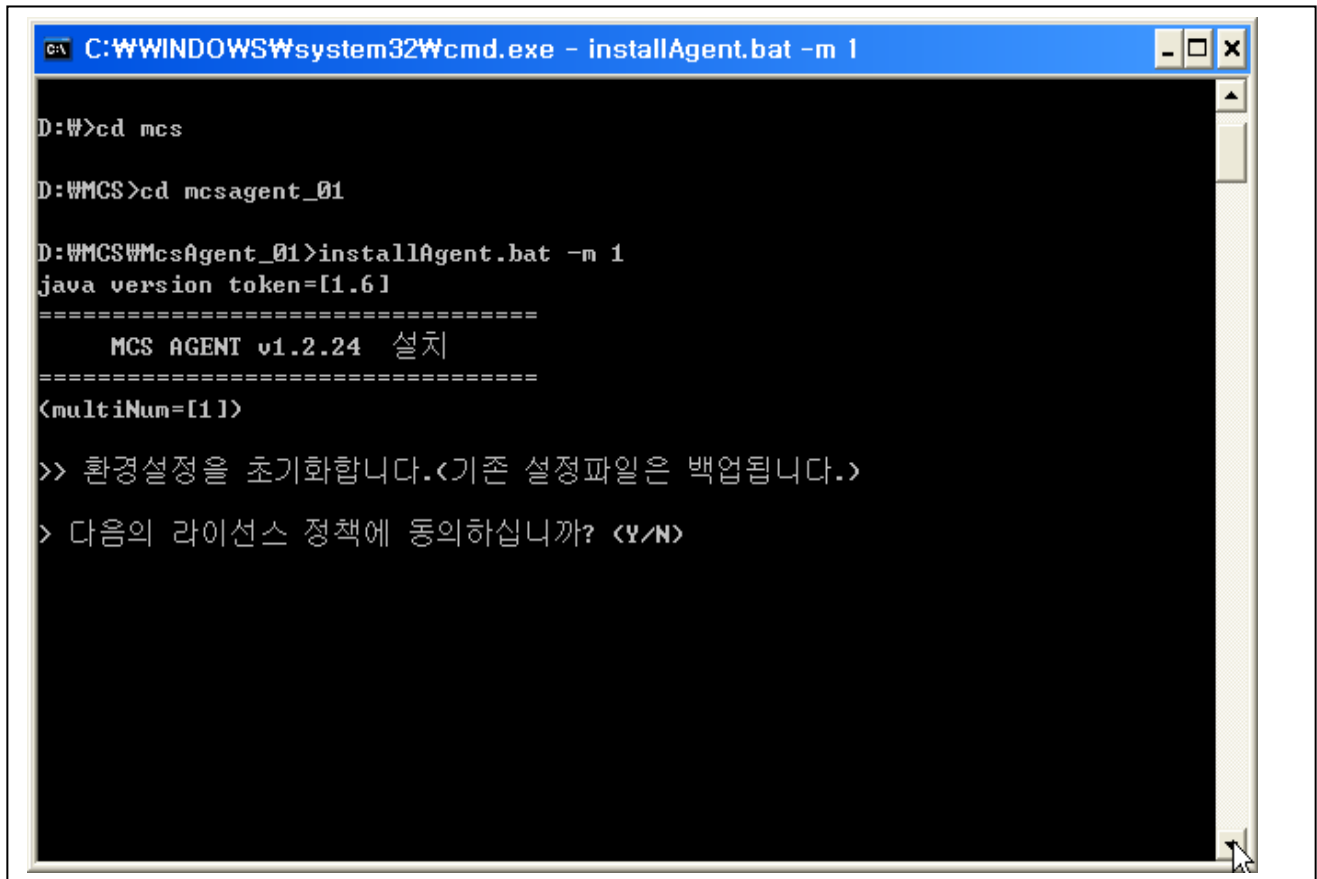 C:₩WINDOWS₩system32₩cmd.exe - installAgent.bat -m 1
D:₩>cd mcs
D:₩MCS>cd mcsagent_01
D:₩MCS₩McsAgent_01>installAgent.bat -m 1
java version token=[1.6]
==================================
MCS AGENT v1.2.24 설치
==================================
(multiNum=[1])
>> 환경설정을 초기화합니다.(기존 설정파일은 백업됩니다.)
> 다음의 라이선스 정책에 동의하십니까? (Y/N)